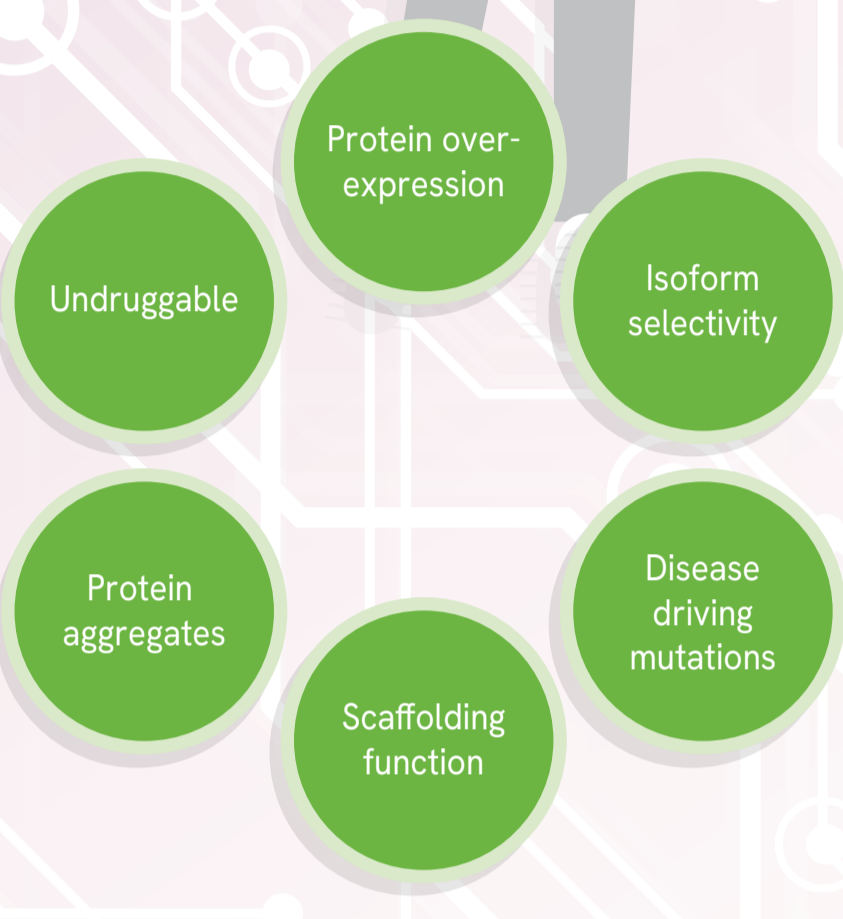 Protein over-
expression
Undruggable
Isoform
selectivity
Protein
aggregates
Disease
driving
mutations
Scaffolding
function